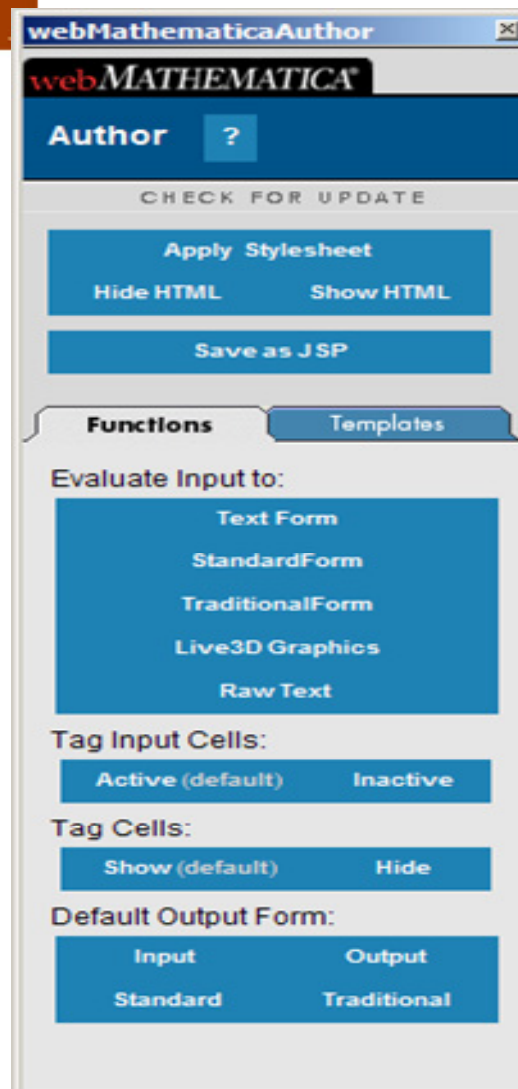 webMathematicaAuthor
webMATHEMATICA®
Author ?
CHECK FOR UPDATE
Apply Stylesheet
Hide HTML Show HTML
Save as JSP
Functions Templates
Evaluate Input to:
Text Form
StandardForm
TraditionalForm
Live3D Graphics
Raw Text
Tag Input Cells:
Active (default) Inactive
Tag Cells:
Show (default) Hide
Default Output Form:
Input Output
Standard Traditional